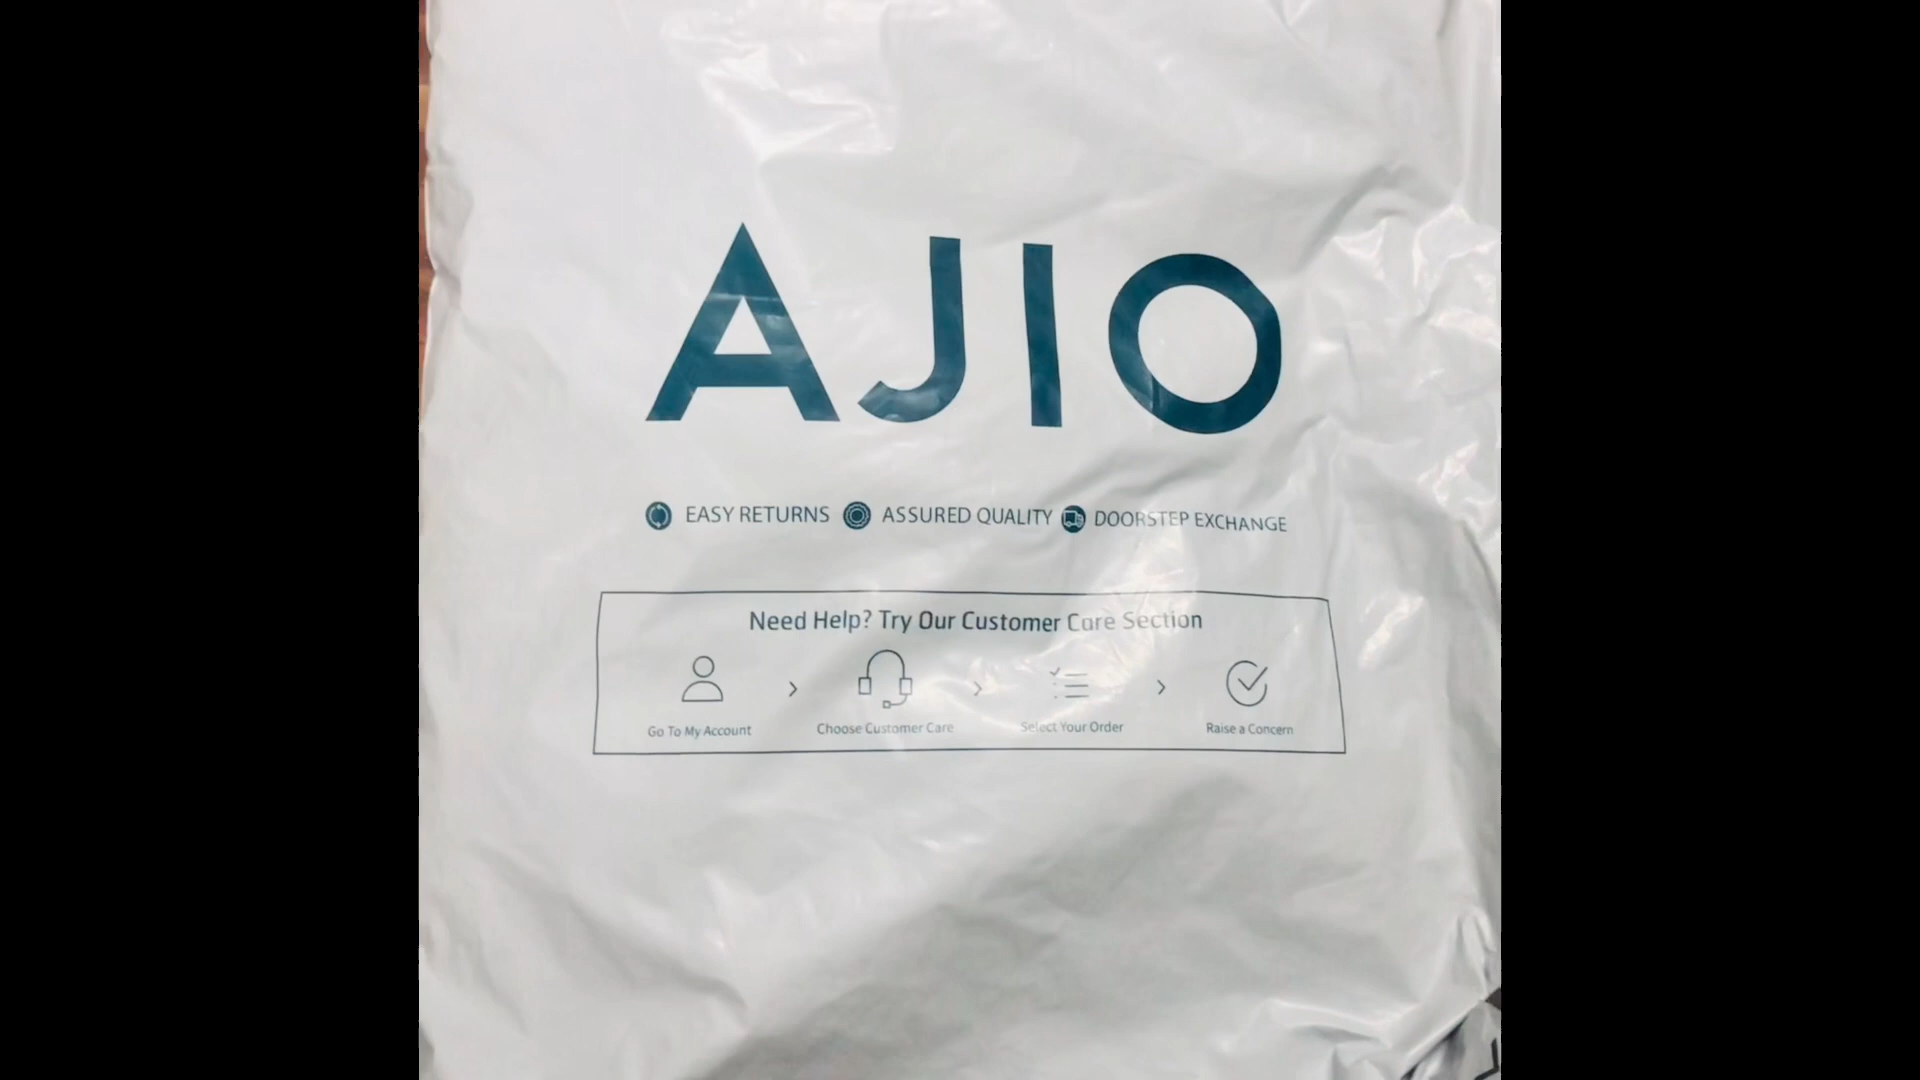 AJIO
EASY RETURNS ASSURED QUALITY DOORSTEP EXCHANGE
Need Help? Try Our Customer Care Section
Go To My Account > Choose Customer Care > Select Your Order > Raise a Concern